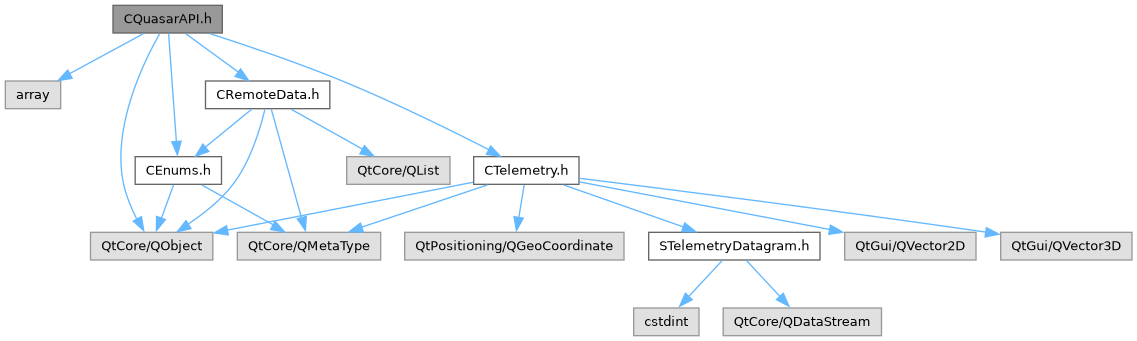 CQuasarAPI.h
array
CRemoteData.h
CEnums.h
QtCore/QList
CTelemetry.h
QtCore/QObject
QtCore/QMetaType
QtPositioning/QGeoCoordinate
STelemetryDatagram.h
QtGui/QVector2D
QtGui/QVector3D
cstdint
QtCore/QDataStream